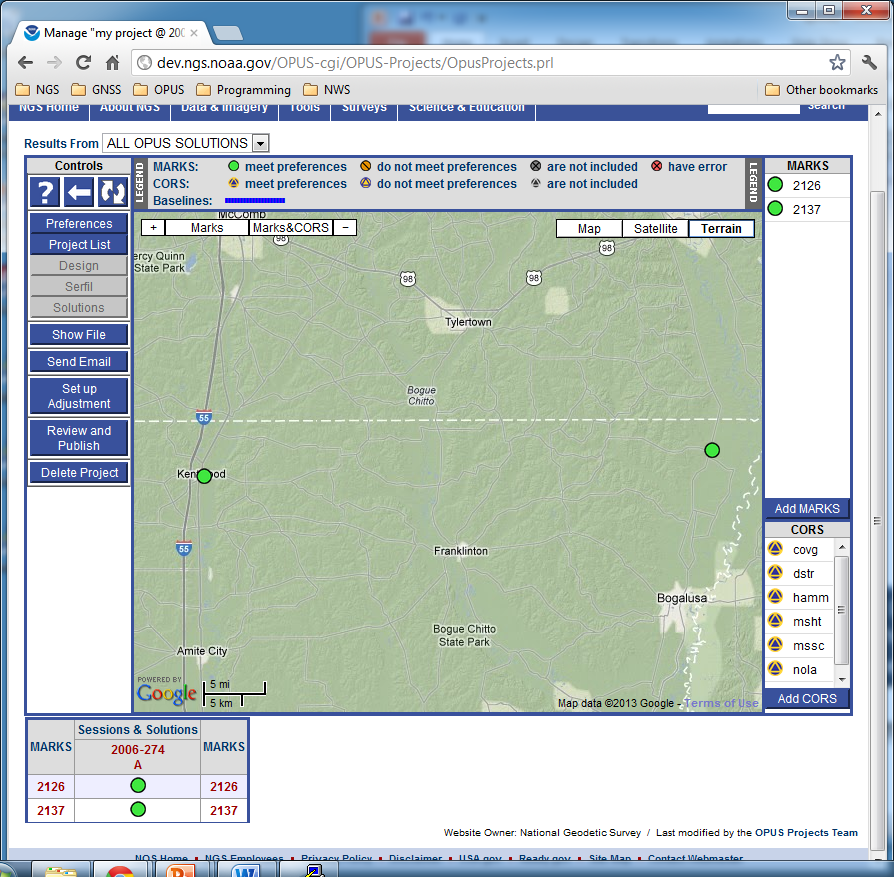 Manage "my project @ 200
dev.ngs.noaa.gov/OPUS-cgi/OPUS-Projects/OpusProjects.prl
NGS GNSS OPUS Programming NWS Other bookmarks
NGS Home About NGS Data & Imagery Tools Surveys Science & Education search
Results From ALL OPUS SOLUTIONS
Controls
?
Preferences
Project List
Design
Serfil
Solutions
Show File
Send Email
Set up
Adjustment
Review and
Publish
Delete Project
LEGEND
MARKS: meet preferences do not meet preferences are not included have error
CORS: meet preferences do not meet preferences are not included
Baselines:
LEGEND
+ Marks Marks&CORS −
Map Satellite Terrain
McComb
98
98
98
98
ercy Quinn
State Park
Tylertown
Bogue
Chitto
55
Kentwood
55
Franklinton
Bogalusa
Bogue Chitto
State Park
Amite City
POWERED BY
Google
5 mi
5 km
Map data ©2013 Google - Terms of Use
MARKS
2126
2137
Add MARKS
CORS
covg
dstr
hamm
msht
mssc
nola
Add CORS
MARKS Sessions & Solutions MARKS
2006-274
A
2126 2126
2137 2137
Website Owner: National Geodetic Survey / Last modified by the OPUS Projects Team
NOS Home NGS Employees Privacy Policy Disclaimer USA.gov Ready.gov Site Map Contact Webmaster